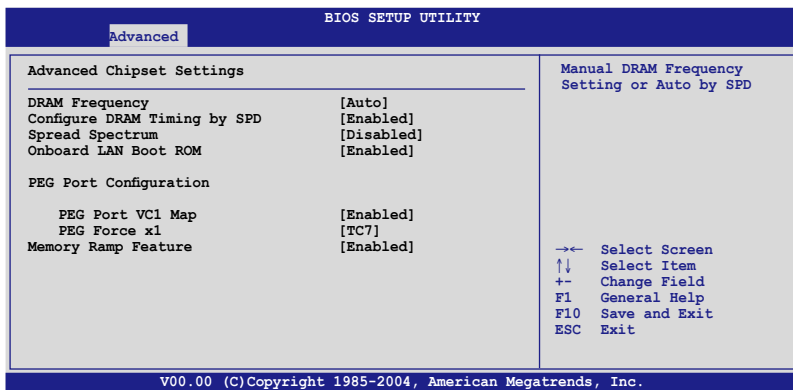 BIOS SETUP UTILITY
Advanced
Advanced Chipset Settings
DRAM Frequency [Auto]
Configure DRAM Timing by SPD [Enabled]
Spread Spectrum [Disabled]
Onboard LAN Boot ROM [Enabled]
PEG Port Configuration
PEG Port VC1 Map [Enabled]
PEG Force x1 [TC7]
Memory Ramp Feature [Enabled]
Manual DRAM Frequency
Setting or Auto by SPD
→← Select Screen
↑↓ Select Item
+- Change Field
F1 General Help
F10 Save and Exit
ESC Exit
V00.00 (C)Copyright 1985-2004, American Megatrends, Inc.